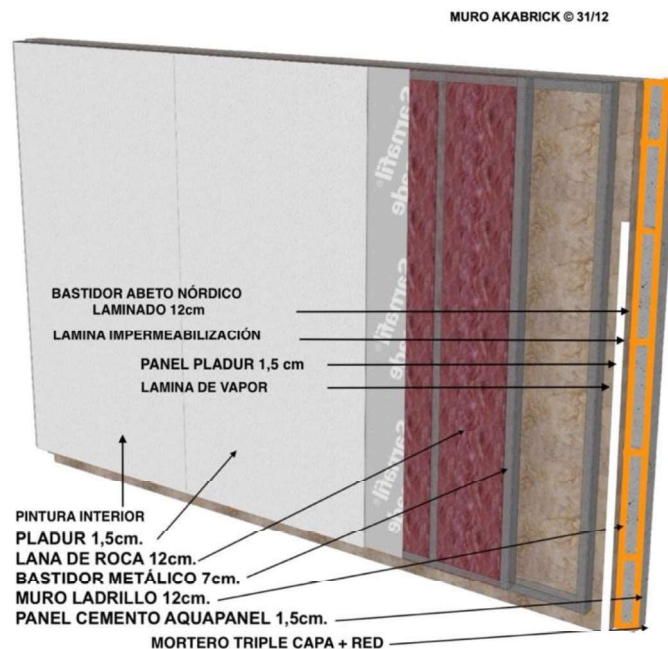 MURO AKABRICK © 31/12
BASTIDOR ABETO NÓRDICO
LAMINADO 12cm
LAMINA IMPERMEABILIZACIÓN
PANEL PLADUR 1,5 cm
LAMINA DE VAPOR
PINTURA INTERIOR
PLADUR 1,5cm.
LANA DE ROCA 12cm.
BASTIDOR METÁLICO 7cm.
MURO LADRILLO 12cm.
PANEL CEMENTO AQUAPANEL 1,5cm.
MORTERO TRIPLE CAPA + RED